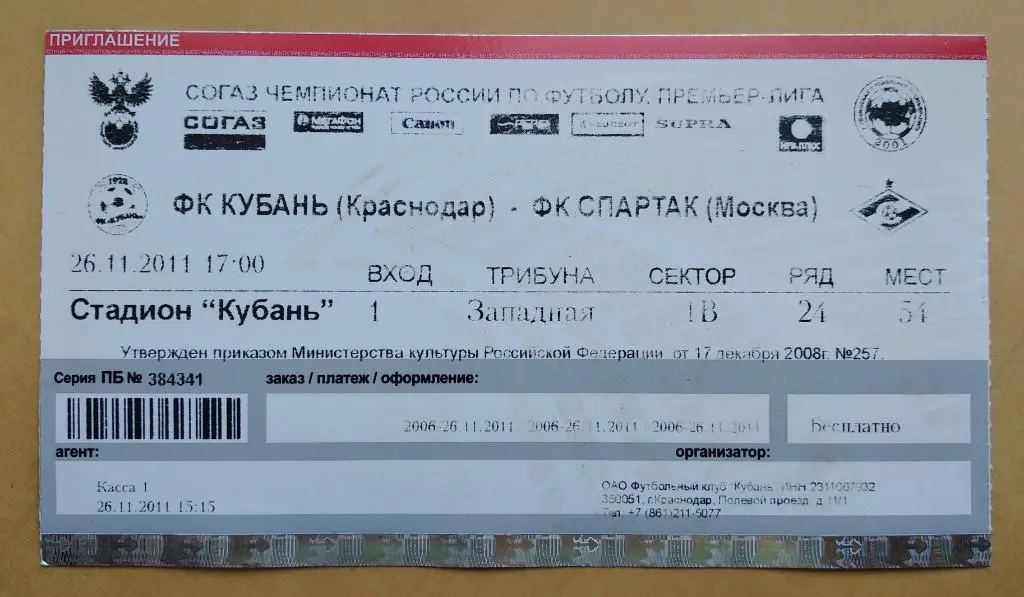 ПРИГЛАШЕНИЕ
СОГАЗ ЧЕМПИОНАТ РОССИИ ПО ФУТБОЛУ. ПРЕМЬЕР-ЛИГА
СОГАЗ МЕГАФОН Canon SUPRA
2001
1928
ФК КУБАНЬ (Краснодар) - ФК СПАРТАК (Москва)
"КУБАНЬ"
26.11.2011 17:00
ВХОД ТРИБУНА СЕКТОР РЯД МЕСТ
Стадион "Кубань" 1 Западная 1В 24 54
Утвержден приказом Министерства культуры Российской Федерации от 17 декабря 2008г. №257.
Серия ПБ № 384341 заказ / платеж / оформление:
2006-26.11.2011 2006-26.11.2011 2006-26.11.2011 Бесплатно
агент: организатор:
Касса 1
26.11.2011 15:15
ОАО Футбольный клуб "Кубань" ИНН 2311067932
350051, г.Краснодар, Полевой проезд, д.11/1
Тел: +7 (861)211-5077